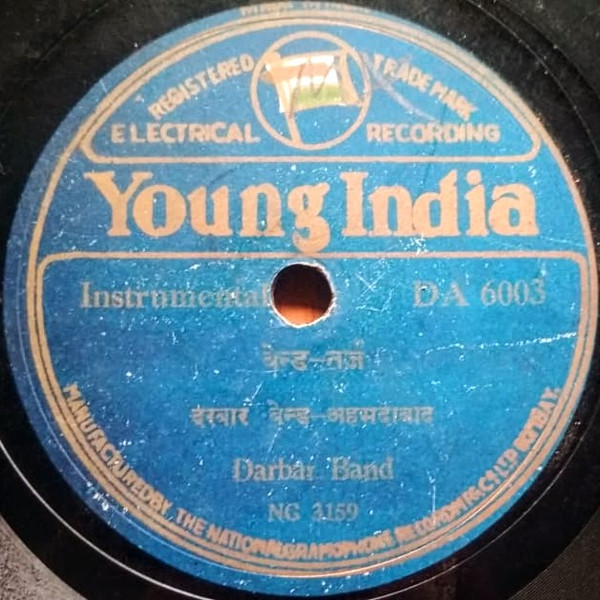 REGISTERED TRADE MARK
ELECTRICAL RECORDING
Young India
Instrumental DA 6003
बेन्ड-तर्ज
दरबार बेन्ड-अहमदाबाद
Darbar Band
NG 3159
MANUFACTURED BY THE NATIONAL GRAMOPHONE RECORD MFG. CO. LTD BOMBAY.